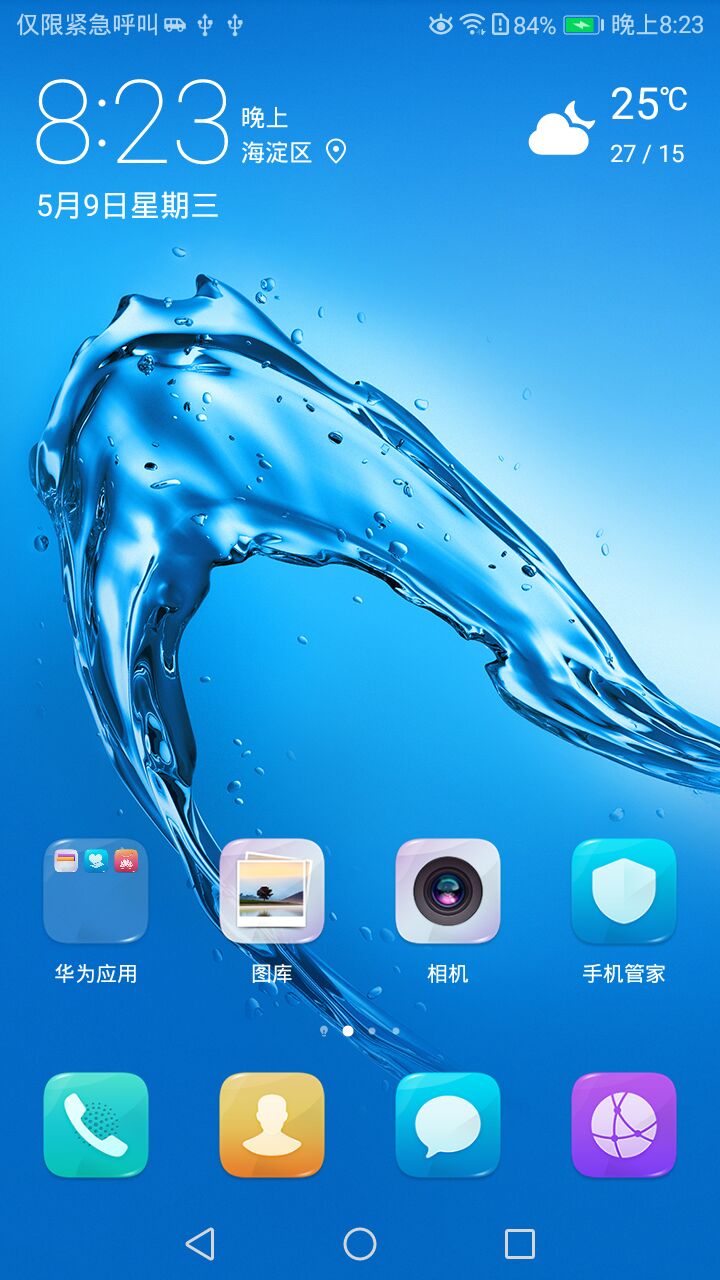 仅限紧急呼叫 84% 晚上8:23
8:23 晚上
海淀区
5月9日星期三
25℃
27 / 15
华为应用 图库 相机 手机管家